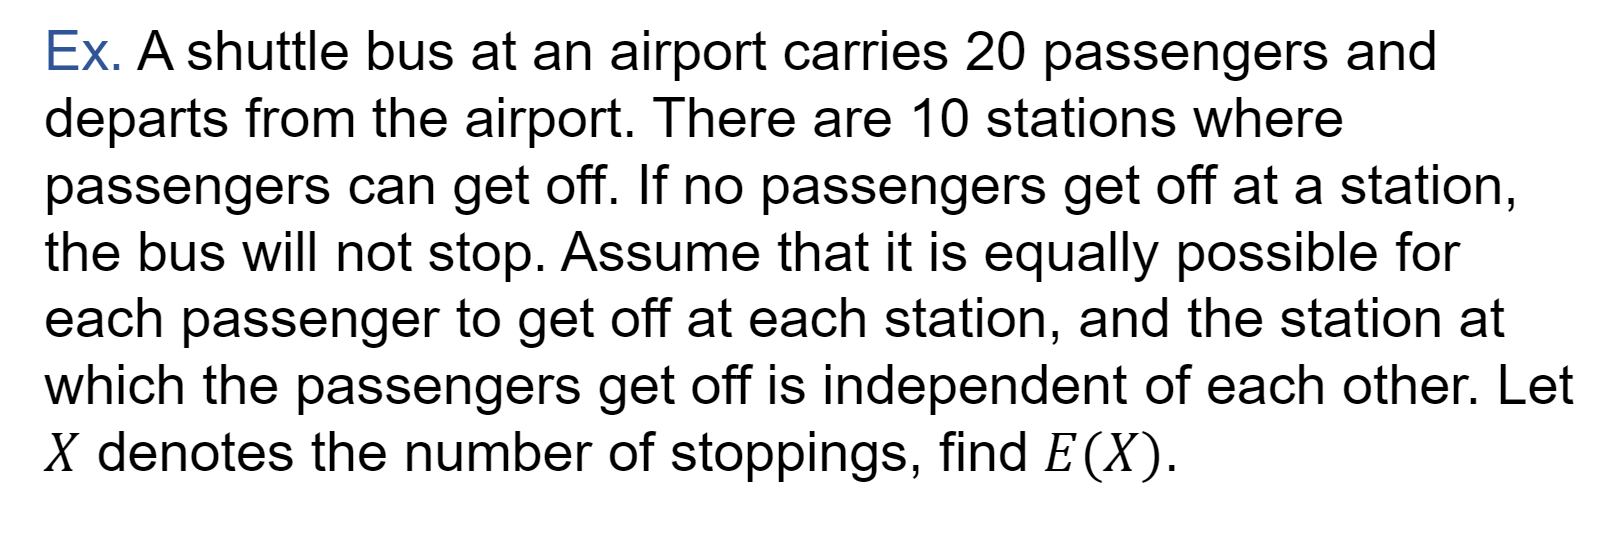 Ex. A shuttle bus at an airport carries 20 passengers and
departs from the airport. There are 10 stations where
passengers can get off. If no passengers get off at a station,
the bus will not stop. Assume that it is equally possible for
each passenger to get off at each station, and the station at
which the passengers get off is independent of each other. Let
X denotes the number of stoppings, find E(X).